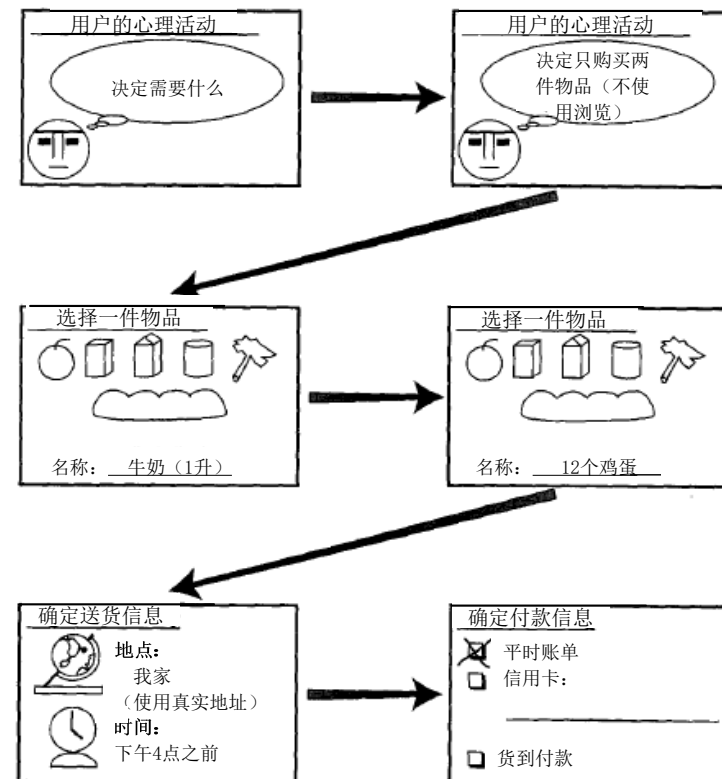 用户的心理活动
决定需要什么
用户的心理活动
决定只购买两
件物品（不使
用浏览）
选择一件物品
名称：牛奶（1升）
选择一件物品
名称：12个鸡蛋
确定送货信息
地点：
我家
（使用真实地址）
时间：
下午4点之前
确定付款信息
平时账单
信用卡：
货到付款